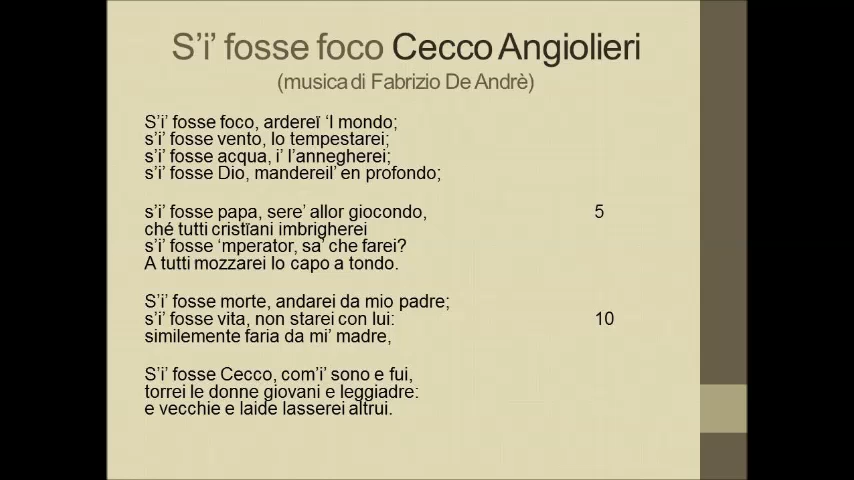 S’ï’ fosse foco Cecco Angiolieri
(musica di Fabrizio De Andrè)
S’i’ fosse foco, ardereï ‘l mondo;
s’i’ fosse vento, lo tempestarei;
s’i’ fosse acqua, i’ l’annegherei;
s’i’ fosse Dio, mandereil’ en profondo;
s’i’ fosse papa, sere’ allor giocondo, 5
ché tutti cristïani imbrigherei
s’i’ fosse ‘mperator, sa’ che farei?
A tutti mozzarei lo capo a tondo.
S’i’ fosse morte, andarei da mio padre;
s’i’ fosse vita, non starei con lui: 10
similemente faria da mi’ madre,
S’i’ fosse Cecco, com’i’ sono e fui,
torrei le donne giovani e leggiadre:
e vecchie e laide lasserei altrui.